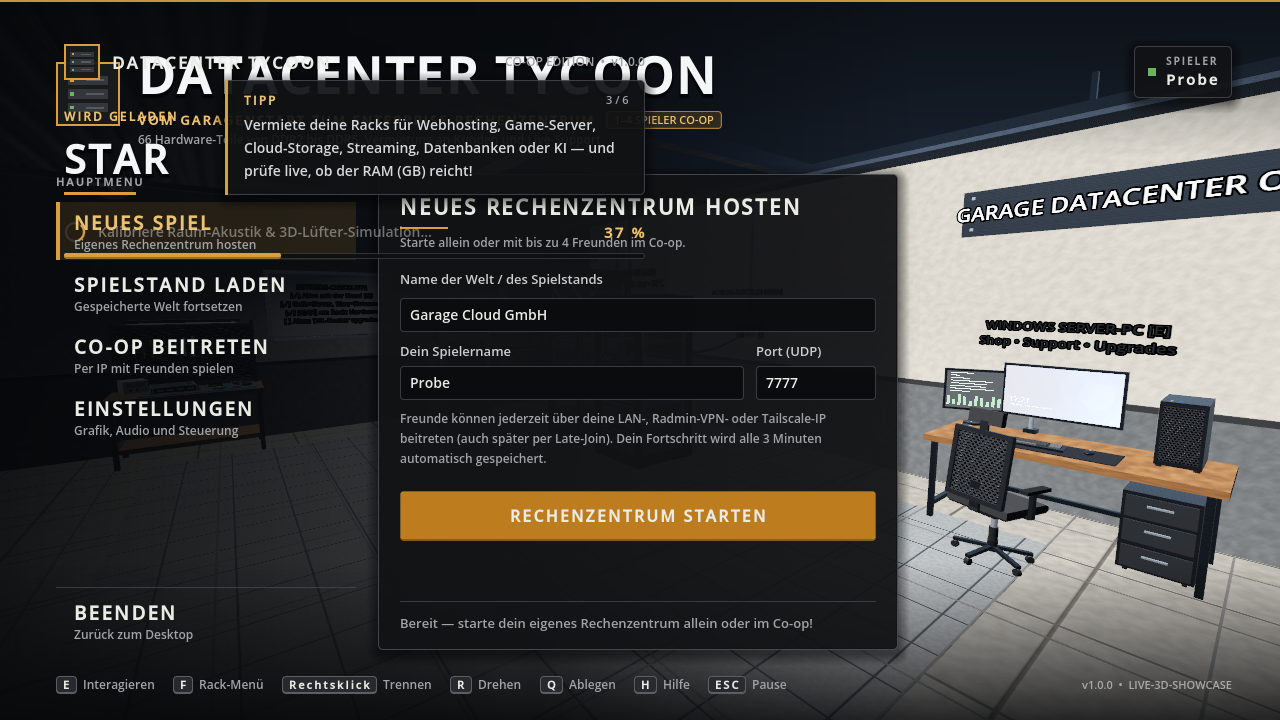 DATACENTER TYCOON
DATACENTER TYCOON
CO-OP EDITION • v1.0.0
SPIELER
Probe
WIRD GELADEN
VOM GARAGE
1–4 SPIELER CO-OP
66 Hardware-Te
TIPP
3 / 6
Vermiete deine Racks für Webhosting, Game-Server,
Cloud-Storage, Streaming, Datenbanken oder KI — und
prüfe live, ob der RAM (GB) reicht!
STAR
HAUPTMENU
NEUES SPIEL
Eigenes Rechenzentrum hosten
Kalibriere Raum-Akustik & 3D-Lüfter-Simulation...
37 %
SPIELSTAND LADEN
Gespeicherte Welt fortsetzen
CO-OP BEITRETEN
Per IP mit Freunden spielen
EINSTELLUNGEN
Grafik, Audio und Steuerung
BEENDEN
Zurück zum Desktop
NEUES RECHENZENTRUM HOSTEN
Starte allein oder mit bis zu 4 Freunden im Co-op.
Name der Welt / des Spielstands
Garage Cloud GmbH
Dein Spielername
Port (UDP)
Probe
7777
Freunde können jederzeit über deine LAN-, Radmin-VPN- oder Tailscale-IP
beitreten (auch später per Late-Join). Dein Fortschritt wird alle 3 Minuten
automatisch gespeichert.
RECHENZENTRUM STARTEN
Bereit — starte dein eigenes Rechenzentrum allein oder im Co-op!
GARAGE DATACENTER C
WINDOWS SERVER-PC [E]
Shop • Support • Upgrades
E Interagieren F Rack-Menü Rechtsklick Trennen R Drehen Q Ablegen H Hilfe ESC Pause
v1.0.0 • LIVE-3D-SHOWCASE